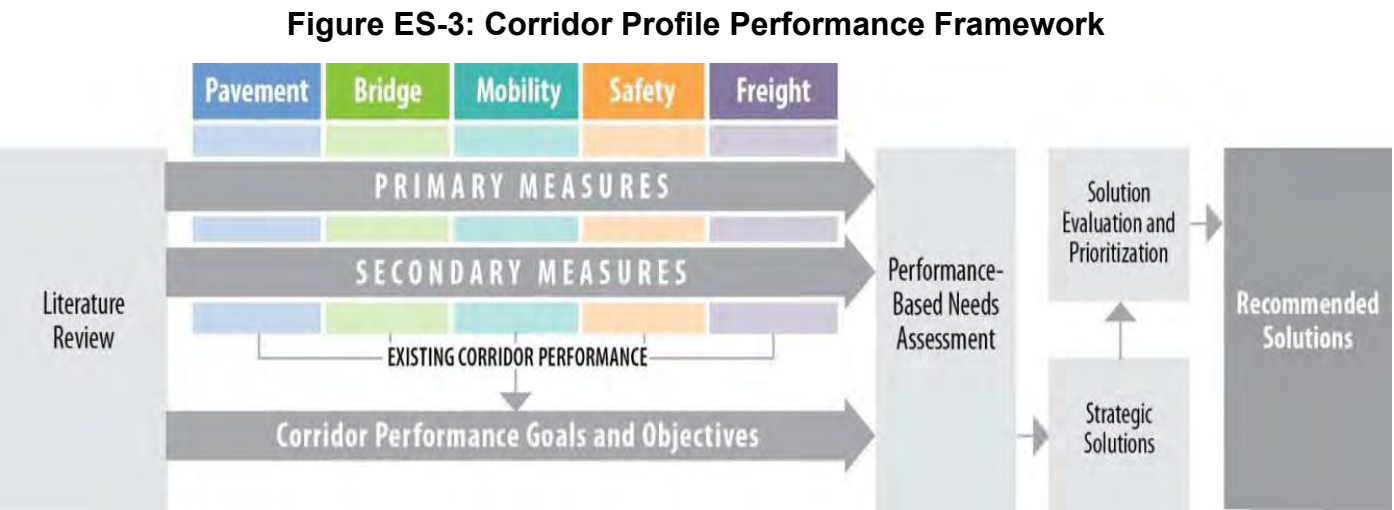 Figure ES-3: Corridor Profile Performance Framework
Pavement
Bridge
Mobility
Safety
Freight
PRIMARY MEASURES
SECONDARY MEASURES
EXISTING CORRIDOR PERFORMANCE
Corridor Performance Goals and Objectives
Literature
Review
Performance-
Based Needs
Assessment
Solution
Evaluation and
Prioritization
Strategic
Solutions
Recommended
Solutions